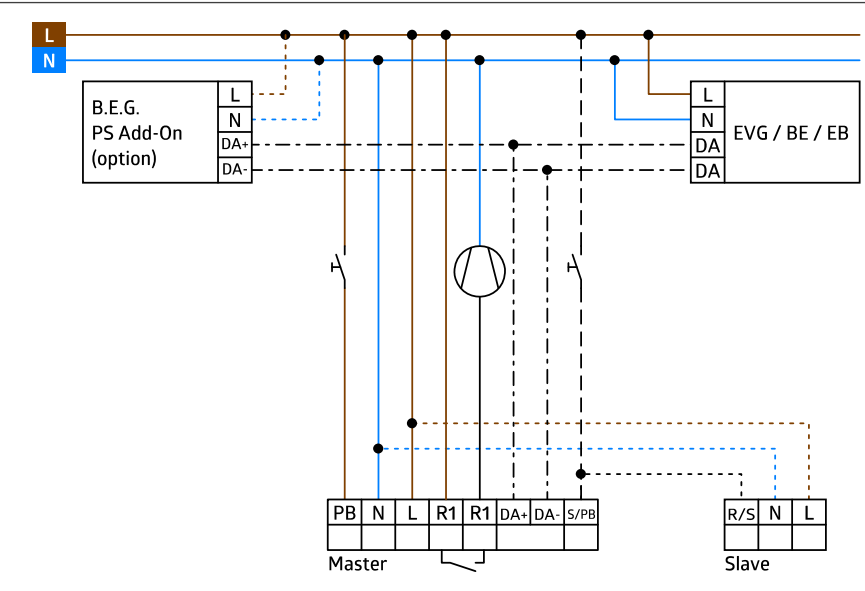 L
N
B.E.G.
PS Add-On
(option)
L
N
DA+
DA-
L
N
DA
DA
EVG / BE / EB
PB N L R1 R1 DA+ DA- S/PB
Master
R/S N L
Slave